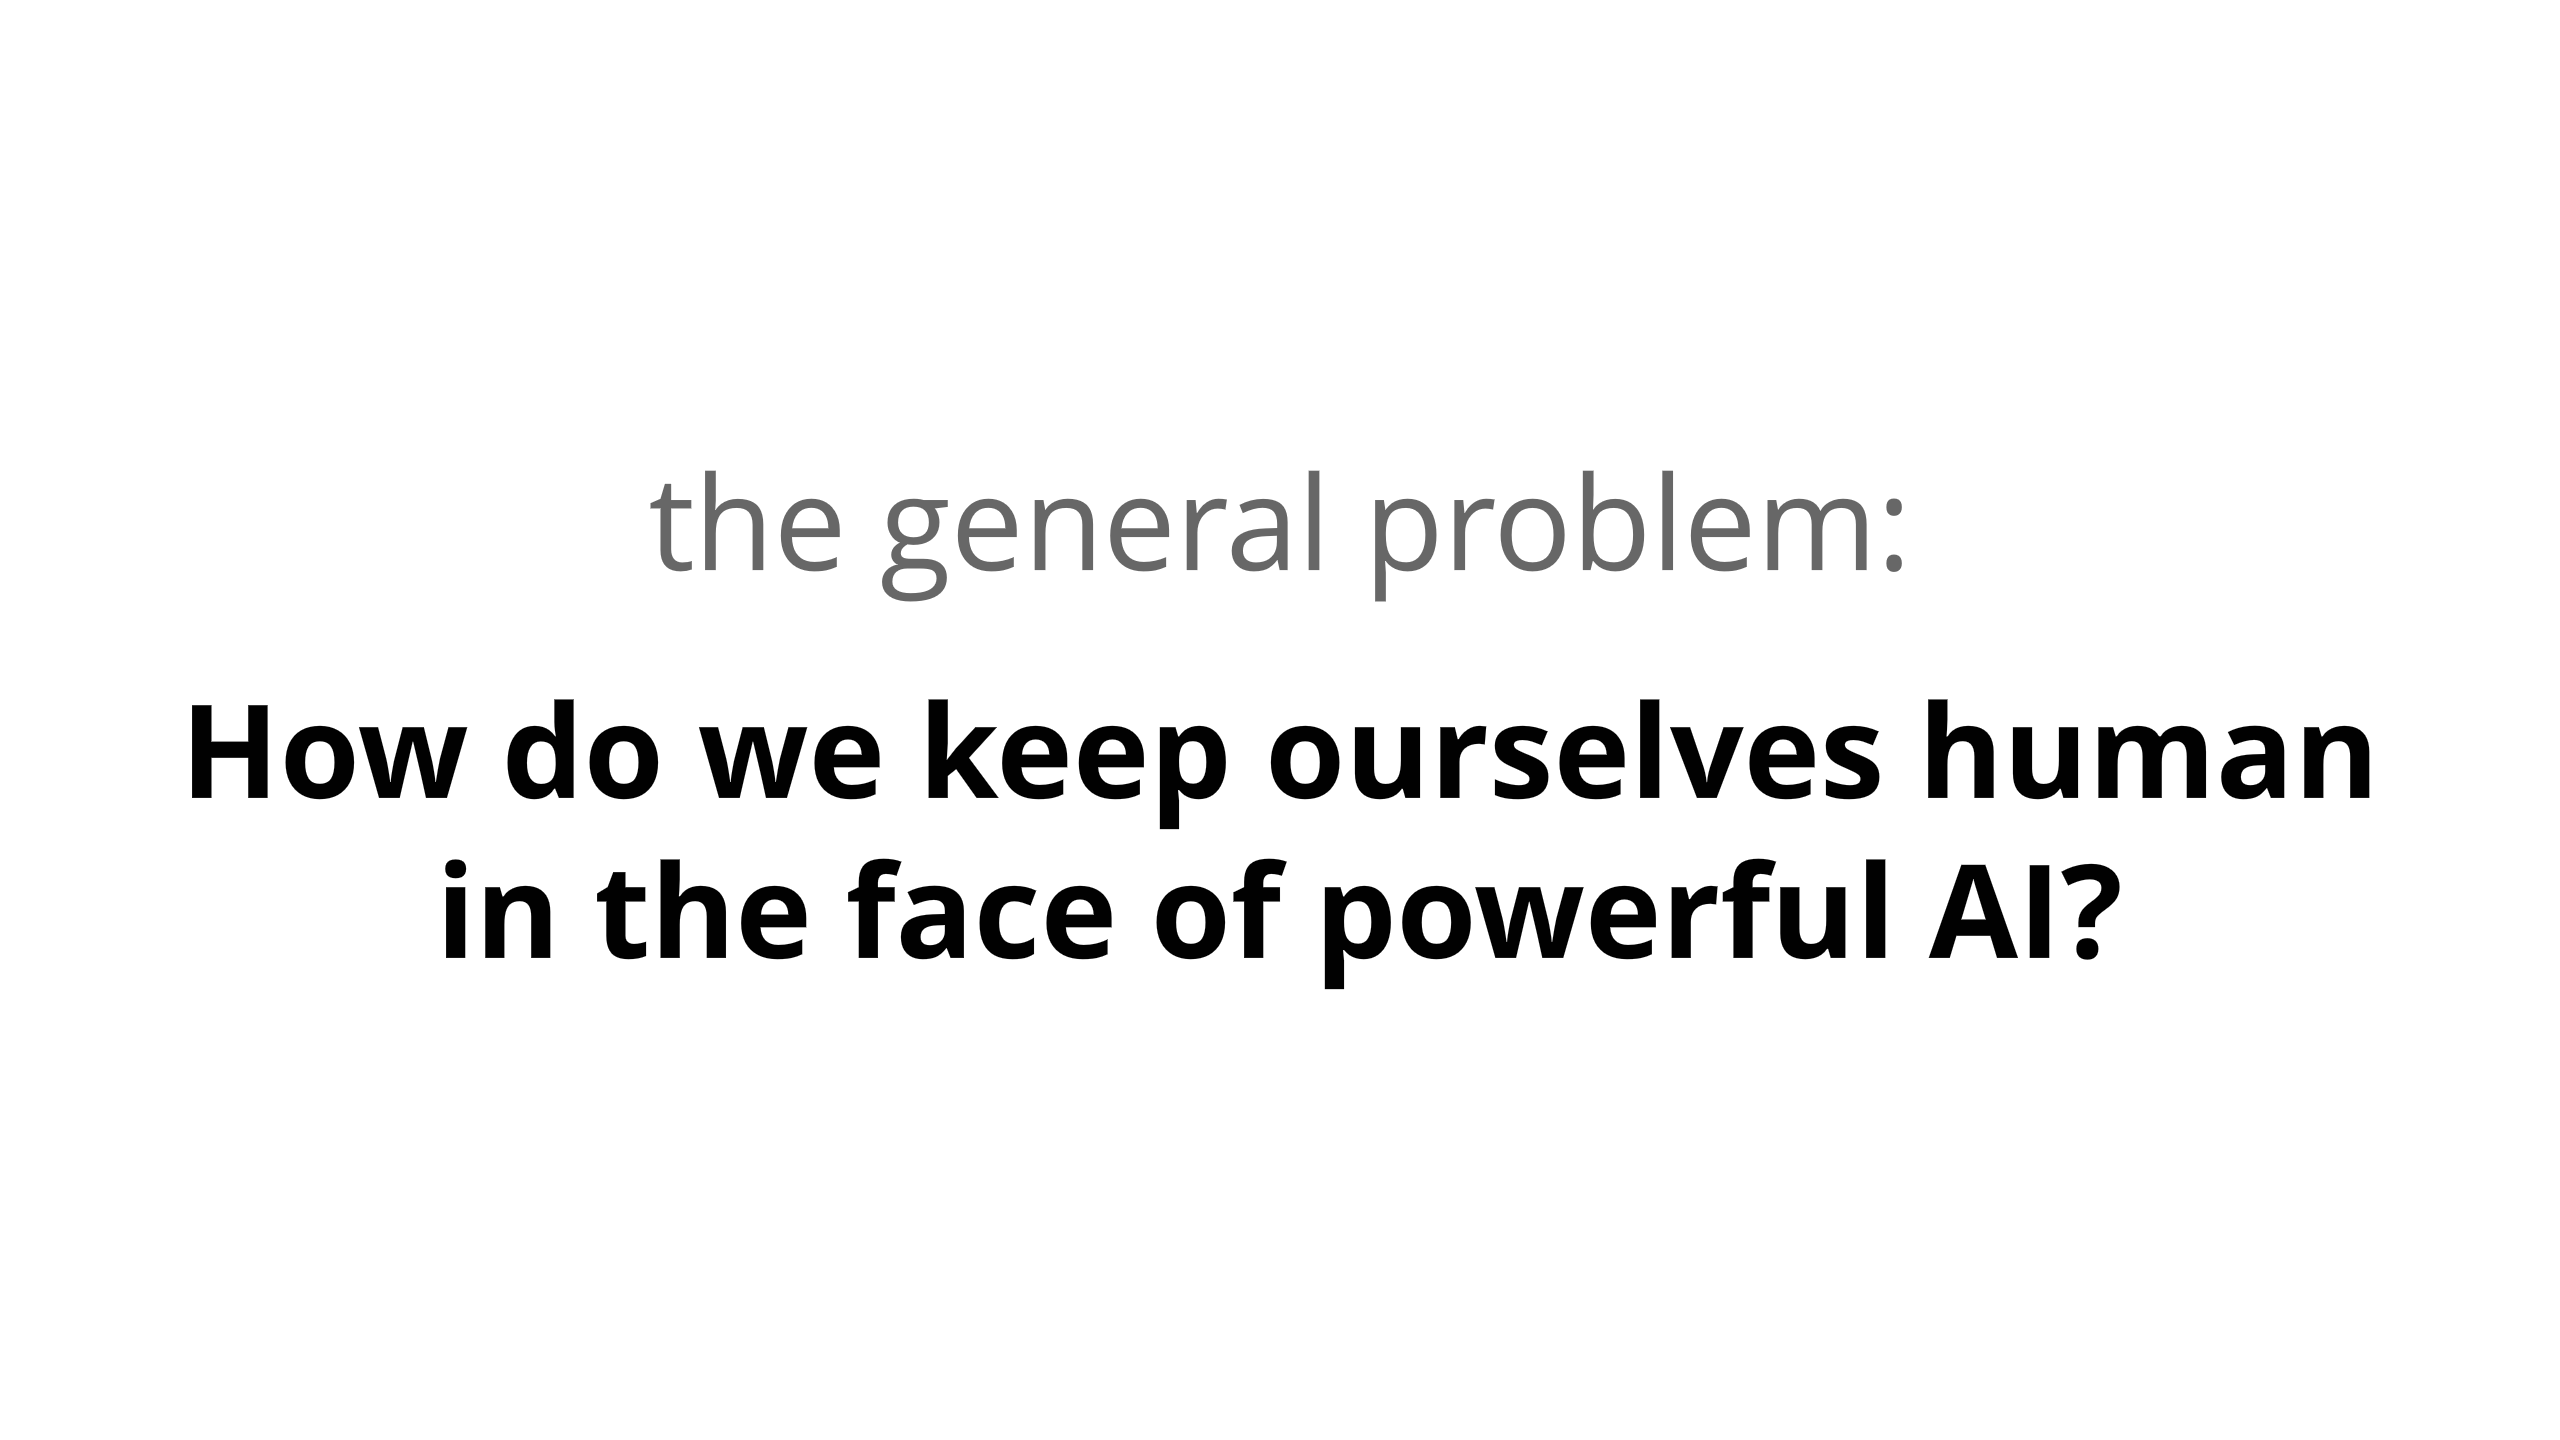 the general problem:
How do we keep ourselves human
in the face of powerful AI?